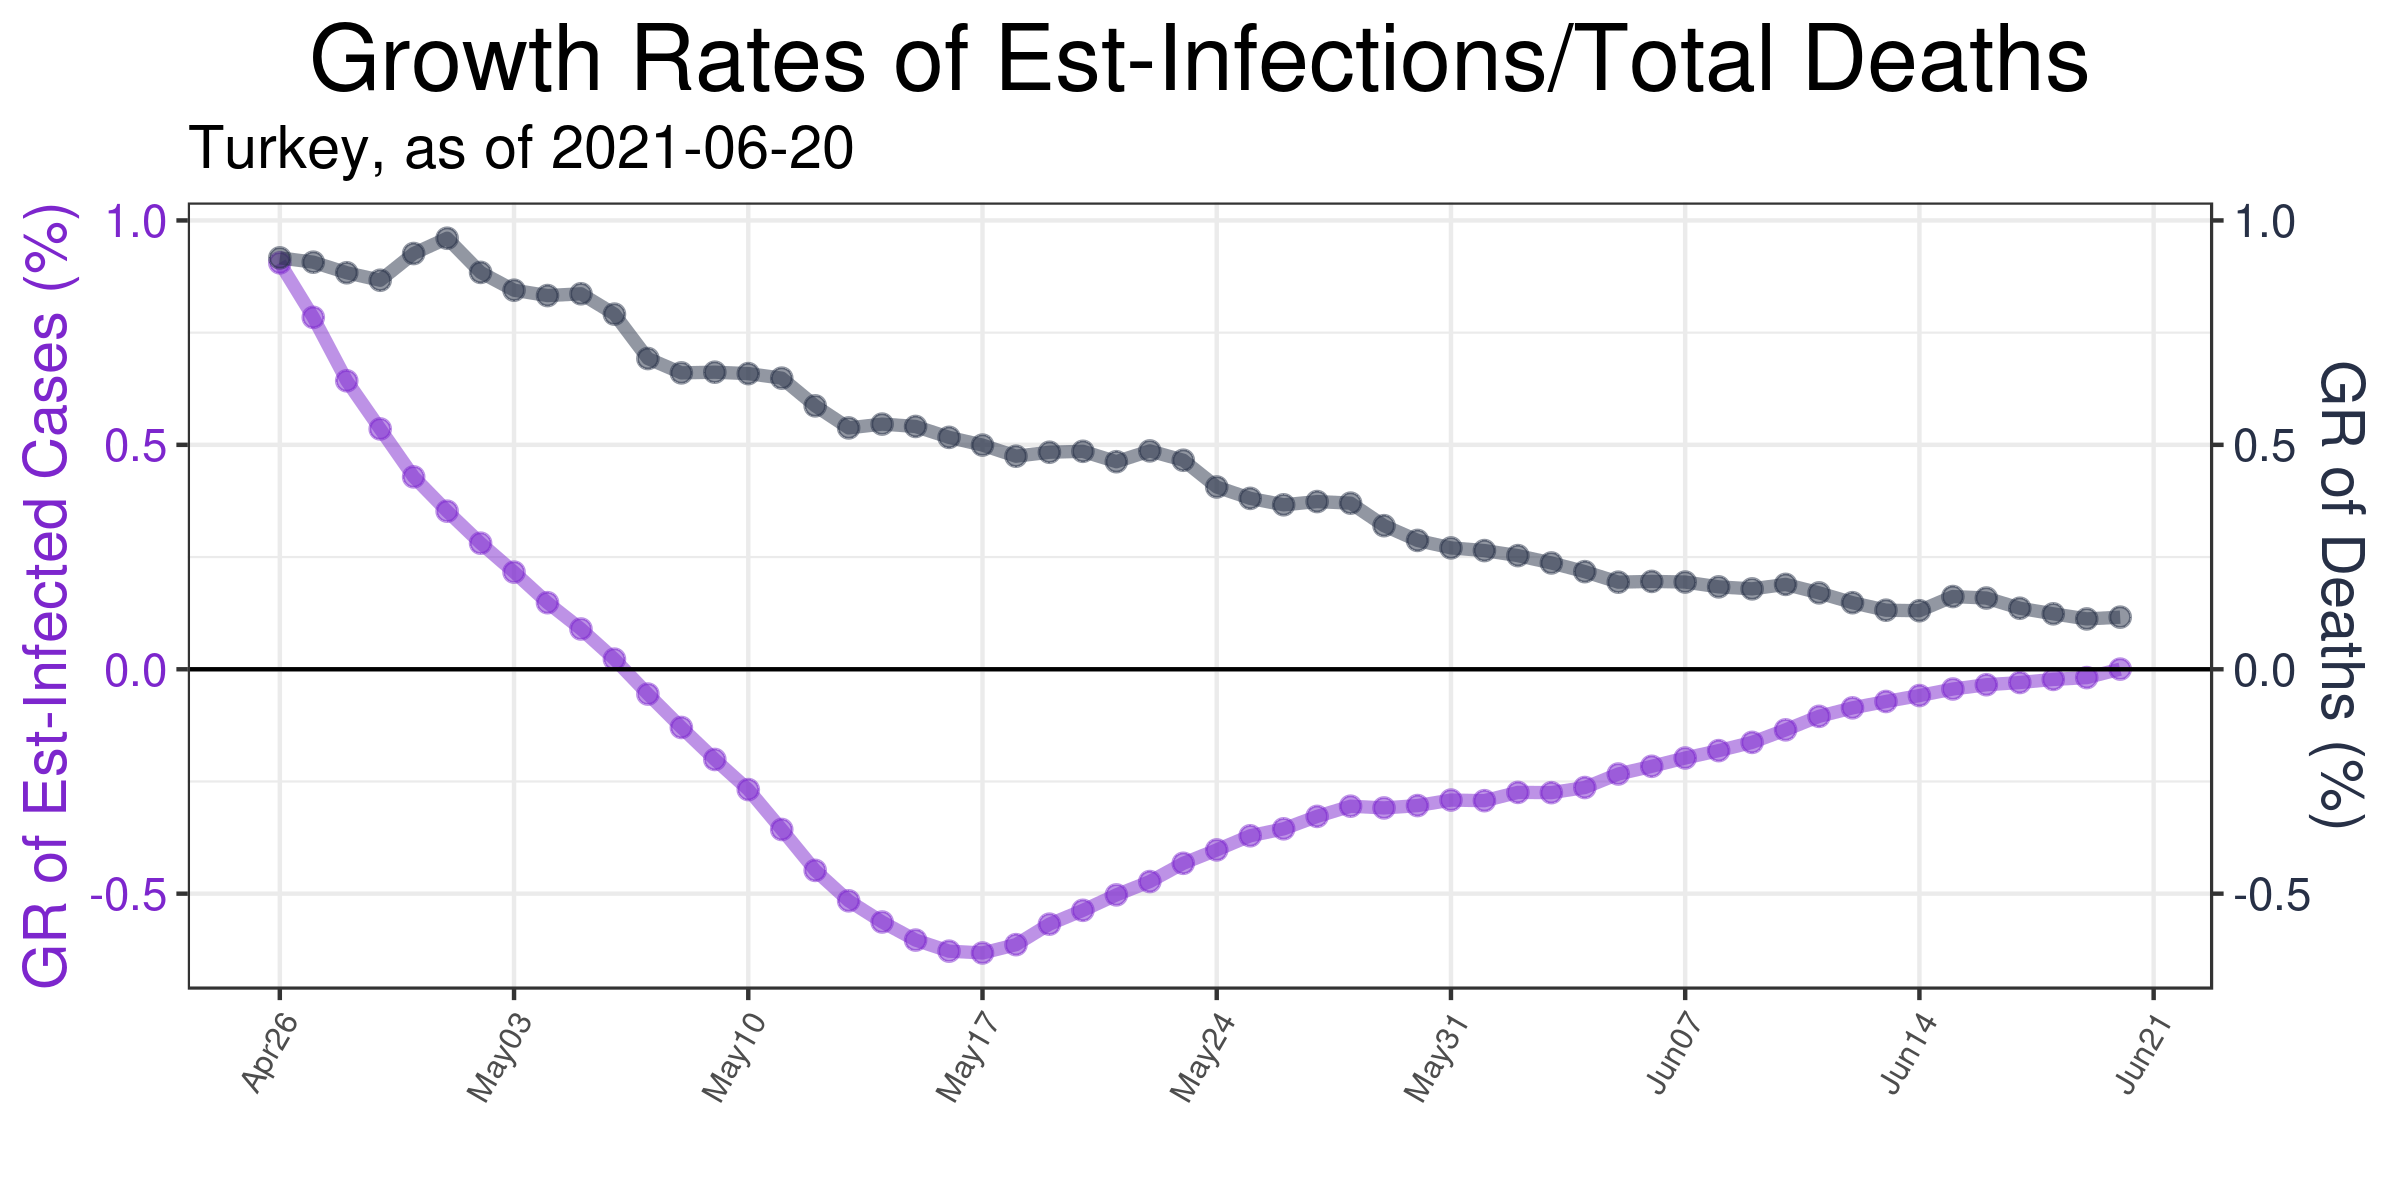 Growth Rates of Est-Infections/Total Deaths
Turkey, as of 2021-06-20
GR of Est-Infected Cases (%)
1.0
0.5
0.0
-0.5
1.0
0.5
0.0
-0.5
GR of Deaths (%)
Apr26
May03
May10
May17
May24
May31
Jun07
Jun14
Jun21